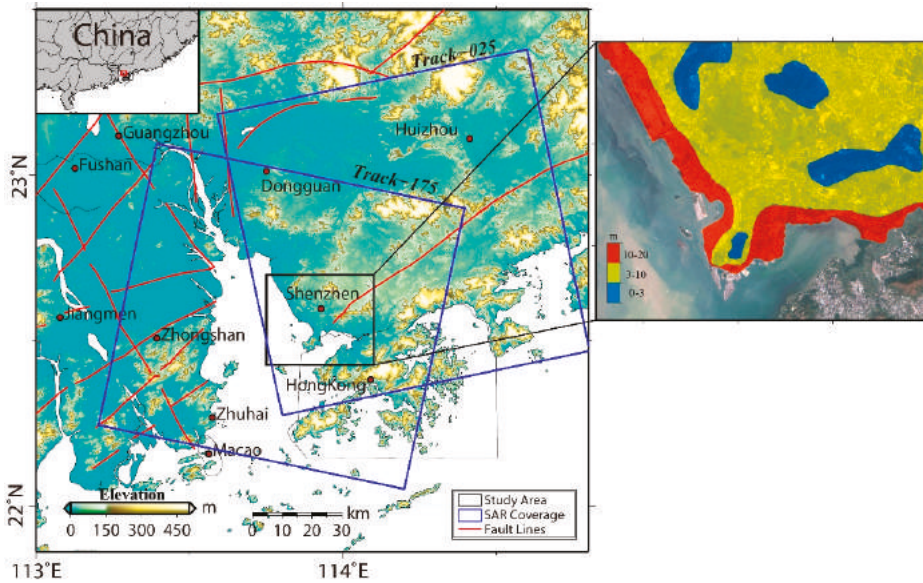 China
Track-025
Guangzhou
Huizhou
Fushan
23°N
Dongguan
Track-175
m
10-20
3-10
0-3
Shenzhen
Jiangmen
Zhongshan
HongKong
Zhuhai
Macao
Elevation
m
0 150 300 450
km
0 10 20 30
Study Area
SAR Coverage
Fault Lines
22°N
113°E
114°E